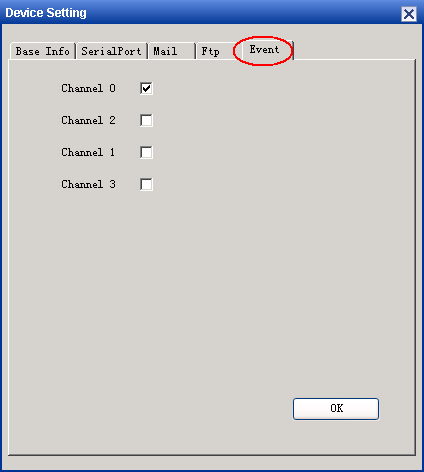 Device Setting
Base Info SerialPort Mail Ftp Event
Channel 0
Channel 2
Channel 1
Channel 3
OK